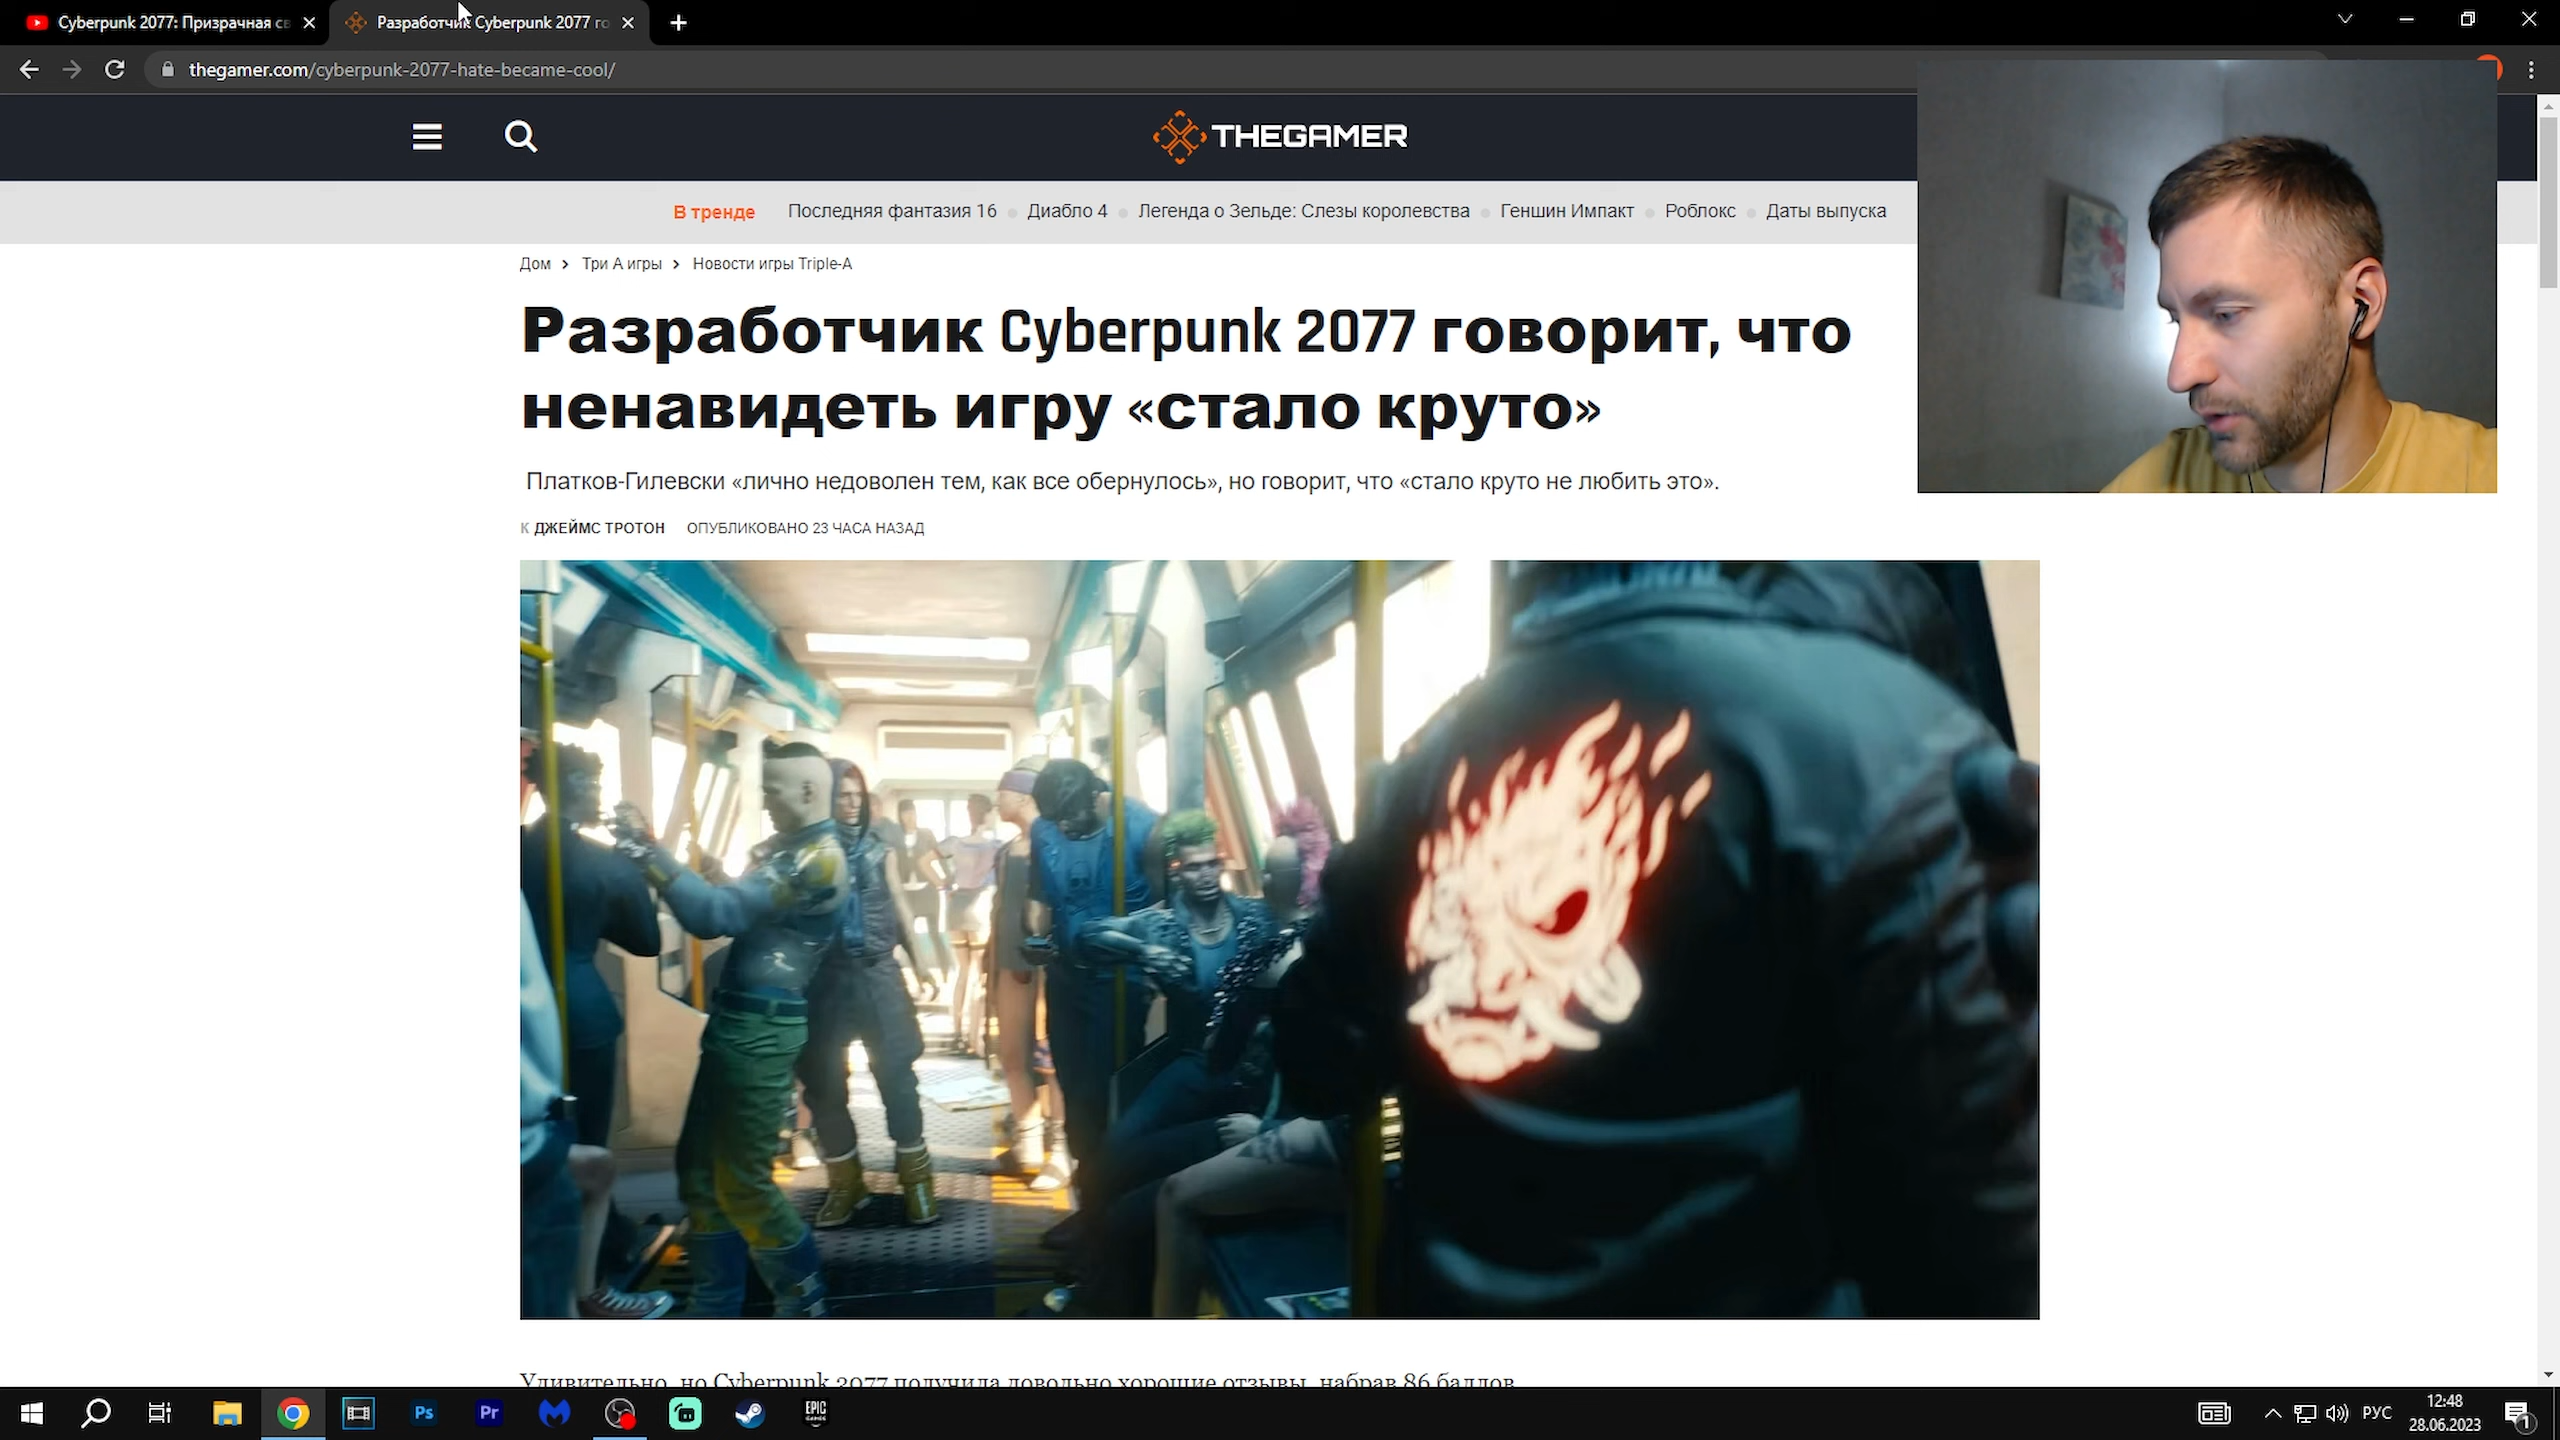 Cyberpunk 2077: Призрачная св
Разработчик Cyberpunk 2077 го
thegamer.com/cyberpunk-2077-hate-became-cool/
THEGAMER
В тренде Последняя фантазия 16 Диабло 4 Легенда о Зельде: Слезы королевства Геншин Импакт Роблокс Даты выпуска
Дом > Три А игры > Новости игры Triple-A
Разработчик Cyberpunk 2077 говорит, что
ненавидеть игру «стало круто»
Платков-Гилевски «лично недоволен тем, как все обернулось», но говорит, что «стало круто не любить это».
К ДЖЕЙМС ТРОТОН ОПУБЛИКОВАНО 23 ЧАСА НАЗАД
Удивительно, но Cyberpunk 2077 получила довольно хорошие отзывы, набрав 86 баллов
Ps
Pr
EPIC
GAMES
РУС
12:48
28.06.2023
1